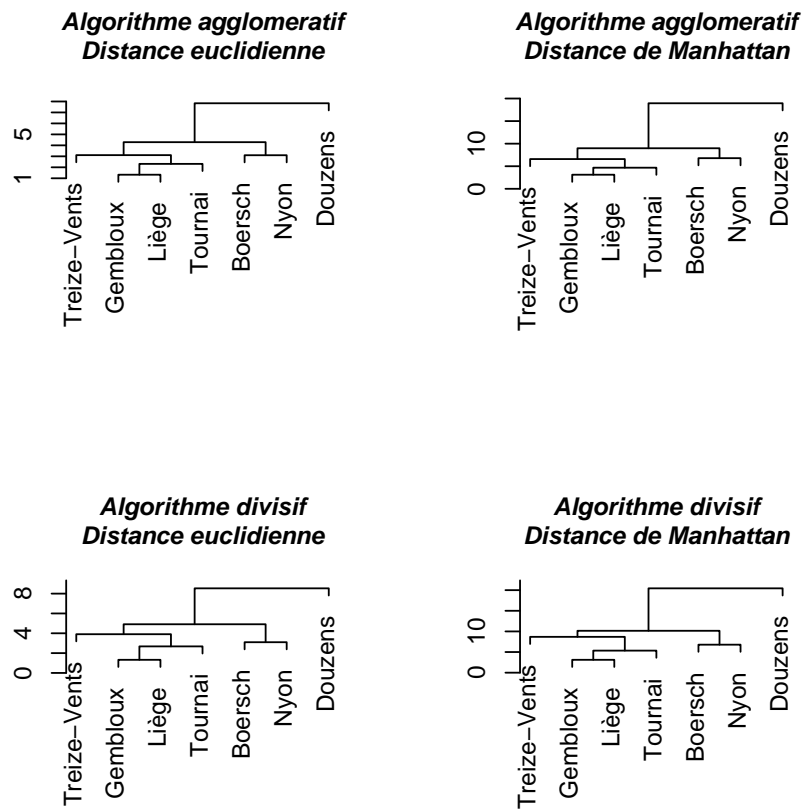 Algorithme agglomeratif
Distance euclidienne
5
1
Treize−Vents
Gembloux
Liège
Tournai
Boersch
Nyon
Douzens
Algorithme agglomeratif
Distance de Manhattan
10
0
Treize−Vents
Gembloux
Liège
Tournai
Boersch
Nyon
Douzens
Algorithme divisif
Distance euclidienne
8
4
0
Treize−Vents
Gembloux
Liège
Tournai
Boersch
Nyon
Douzens
Algorithme divisif
Distance de Manhattan
10
0
Treize−Vents
Gembloux
Liège
Tournai
Boersch
Nyon
Douzens